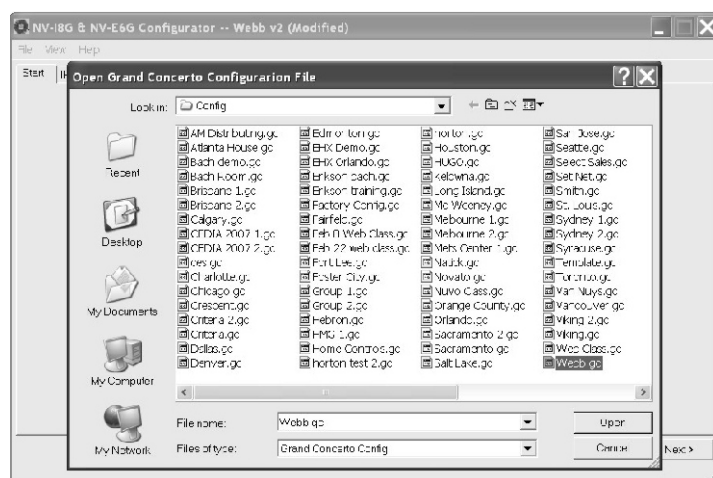 NV-I8G & NV-E6G Configurator -- Webb v2 (Modified)
File View Help
Start
Open Grand Concerto Configurarion File
Look in: Config
Recent
Desktop
My Documents
My Computer
My Network
AM Distributing.gc
Atlanta House.gc
Bach demo.gc
Bach Room.gc
Brisbane 1.gc
Brisbane 2.gc
Calgary.gc
CEDIA 2007 1.gc
CEDIA 2007 2.gc
ces.gc
Charlotte.gc
Chicago.gc
Crescent.gc
Criteria 2.gc
Criteria.gc
Dallas.gc
Denver.gc
Edmonton.gc
EHX Demo.gc
EHX Orlando.gc
Erikson bach.gc
Erikson training.gc
Factory Config.gc
Fairfield.gc
Feb 8 Web Class.gc
Feb 22 web class.gc
Fort Lee.gc
Foster City.gc
Group 1.gc
Group 2.gc
Hebron.gc
HMG 1.gc
Home Controls.gc
horton test 2.gc
horton.gc
Houston.gc
HUGO.gc
Kelowna.gc
Long Island.gc
Melbourne 1.gc
Melbourne 2.gc
Mets Center 1.gc
Natick.gc
Novato.gc
Nuvo Class.gc
Orange County.gc
Orlando.gc
Sacramento 2.gc
Sacramento.gc
Salt Lake.gc
San Jose.gc
Seattle.gc
Select Sales.gc
Set Net.gc
Smith.gc
St. Louis.gc
Sydney 1.gc
Sydney 2.gc
Syracuse.gc
Template.gc
Toronto.gc
Van Nuys.gc
Vancouver.gc
Viking 2.gc
Viking.gc
Web Class.gc
Webb.gc
File name: Webb.gc
Open
Files of type: Grand Concerto Config
Cancel
Next >